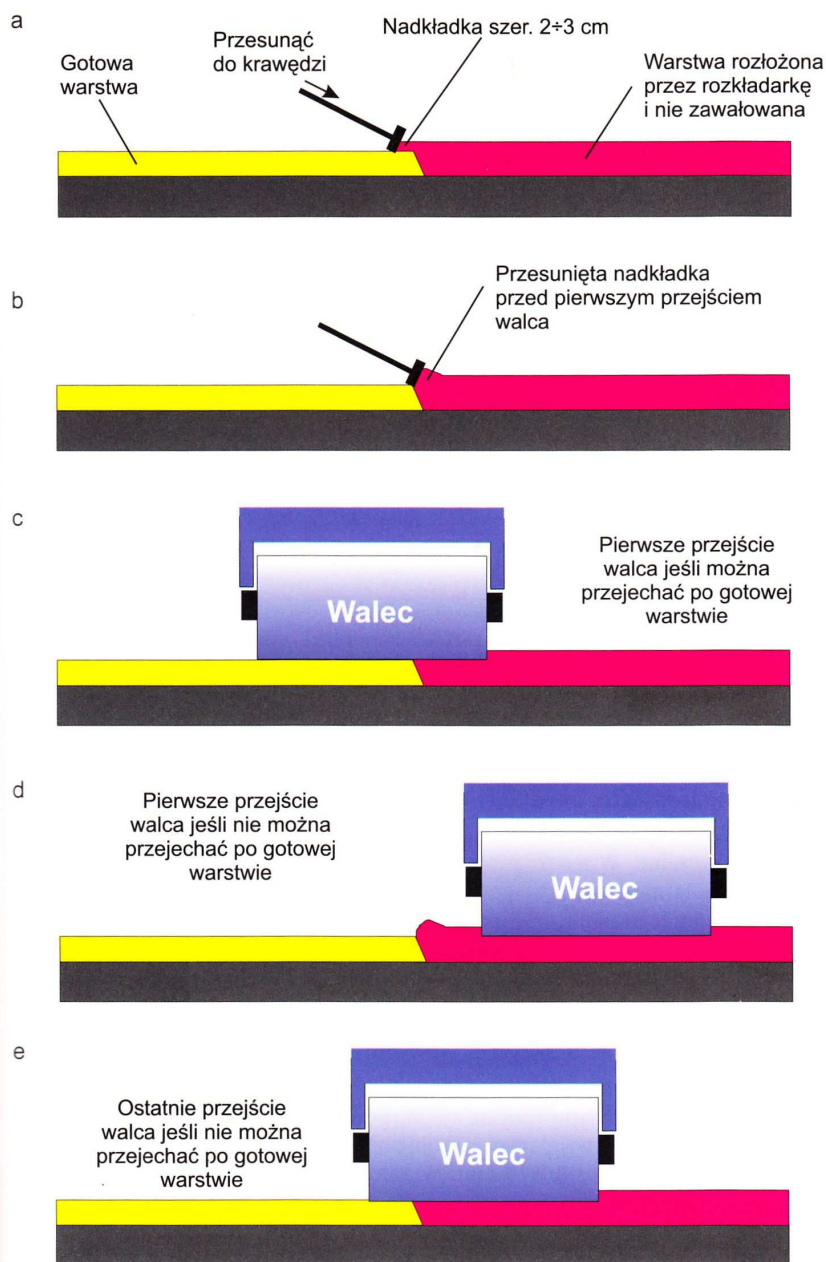 a
Gotowa
warstwa
Przesunąć
do krawędzi
Nadkładka szer. 2÷3 cm
Warstwa rozłożona
przez rozkładarkę
i nie zawałowana
b
Przesunięta nadkładka
przed pierwszym przejściem
walca
c
Walec
Pierwsze przejście
walca jeśli można
przejechać po gotowej
warstwie
d
Pierwsze przejście
walca jeśli nie można
przejechać po gotowej
warstwie
Walec
e
Ostatnie przejście
walca jeśli nie można
przejechać po gotowej
warstwie
Walec